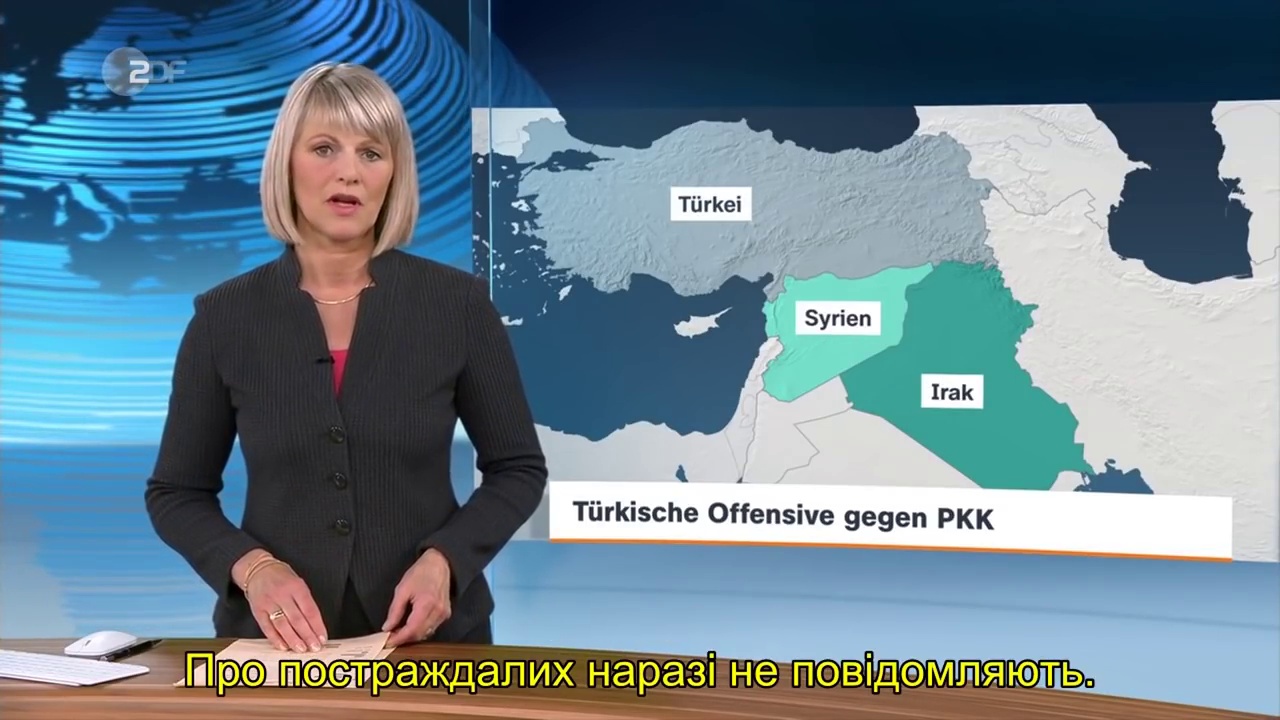 2DF
Türkei
Syrien
Irak
Türkische Offensive gegen PKK
Про постраждалих наразі не повідомляють.